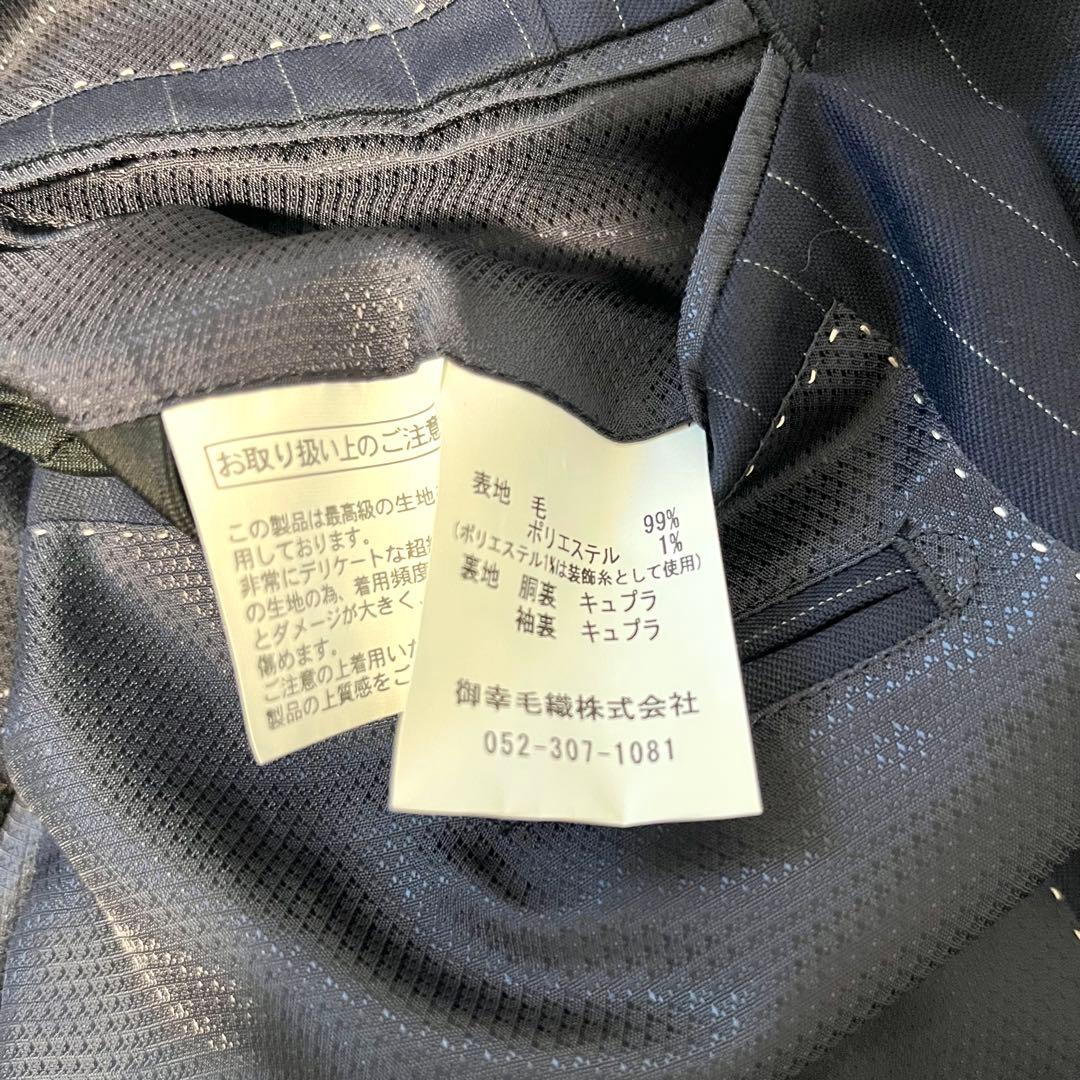 お取り扱い上のご注意
この製品は最高級の生地
用しております。
非常にデリケートな超
の生地の為、着用頻度
とダメージが大きく、
傷めます。
ご注意の上着用いた
製品の上質感をご
表地 毛 99%
ポリエステル 1%
(ポリエステル1%は装飾糸として使用)
裏地 胴裏 キュプラ
袖裏 キュプラ
御幸毛織株式会社
052-307-1081